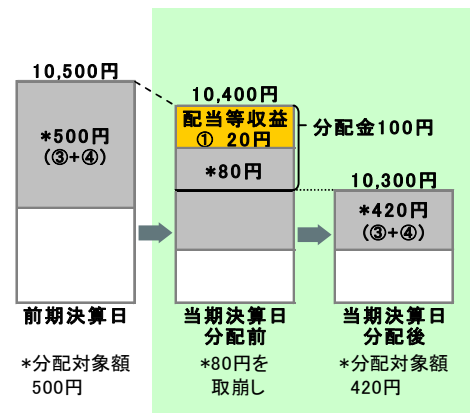 10,500円
*500円
(③+④)
前期決算日
*分配対象額
500円
10,400円
配当等収益
① 20円
*80円
分配金100円
当期決算日
分配前
*80円を
取崩し
10,300円
*420円
(③+④)
当期決算日
分配後
*分配対象額
420円